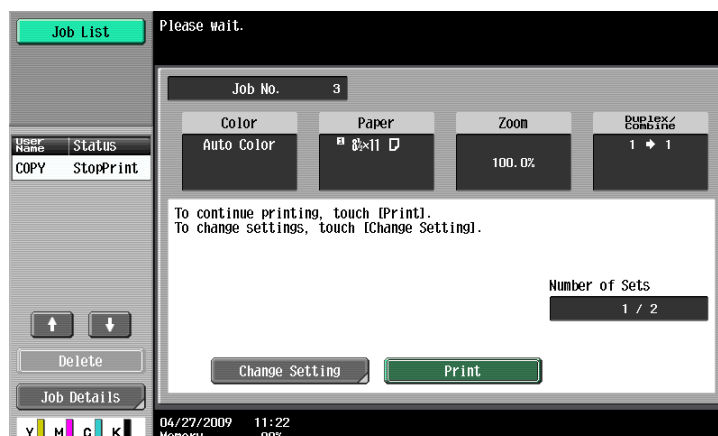 Job List
Please wait.
Job No. 3
Color
Paper
Zoom
Duplex/
Combine
Auto Color
8½×11
100.0%
1 → 1
User
Name
Status
COPY StopPrint
To continue printing, touch [Print].
To change settings, touch [Change Setting].
Number of Sets
1 / 2
Delete
Change Setting
Print
Job Details
Y M C K
04/27/2009 11:22
Memory 99%